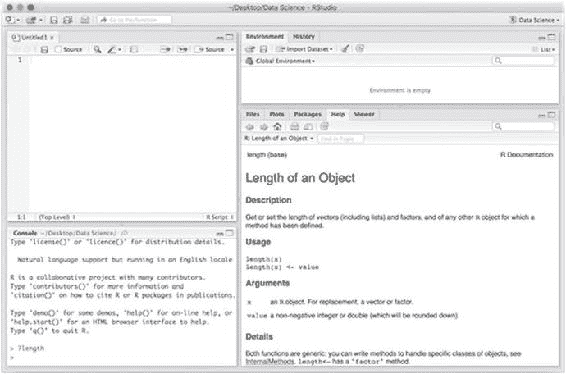 ~/Desktop/Data Science - RStudio
Go to file/function
Data Science
Untitled1
Source
Source
1
1:1
(Top Level)
R Script
Console ~/Desktop/Data Science/
Type 'license()' or 'licence()' for distribution details.
Natural language support but running in an English locale
R is a collaborative project with many contributors.
Type 'contributors()' for more information and
'citation()' on how to cite R or R packages in publications.
Type 'demo()' for some demos, 'help()' for on-line help, or
'help.start()' for an HTML browser interface to help.
Type 'q()' to quit R.
> ?length
>
Environment History
Import Dataset
List
Global Environment
Environment is empty
Files Plots Packages Help Viewer
R: Length of an Object
Find in Topic
length {base}
R Documentation
Length of an Object
Description
Get or set the length of vectors (including lists) and factors, and of any other R object for which a
method has been defined.
Usage
length(x)
length(x) <- value
Arguments
x an R object. For replacement, a vector or factor.
value a non-negative integer or double (which will be rounded down).
Details
Both functions are generic: you can write methods to handle specific classes of objects, see
InternalMethods. length<- has a "factor" method.